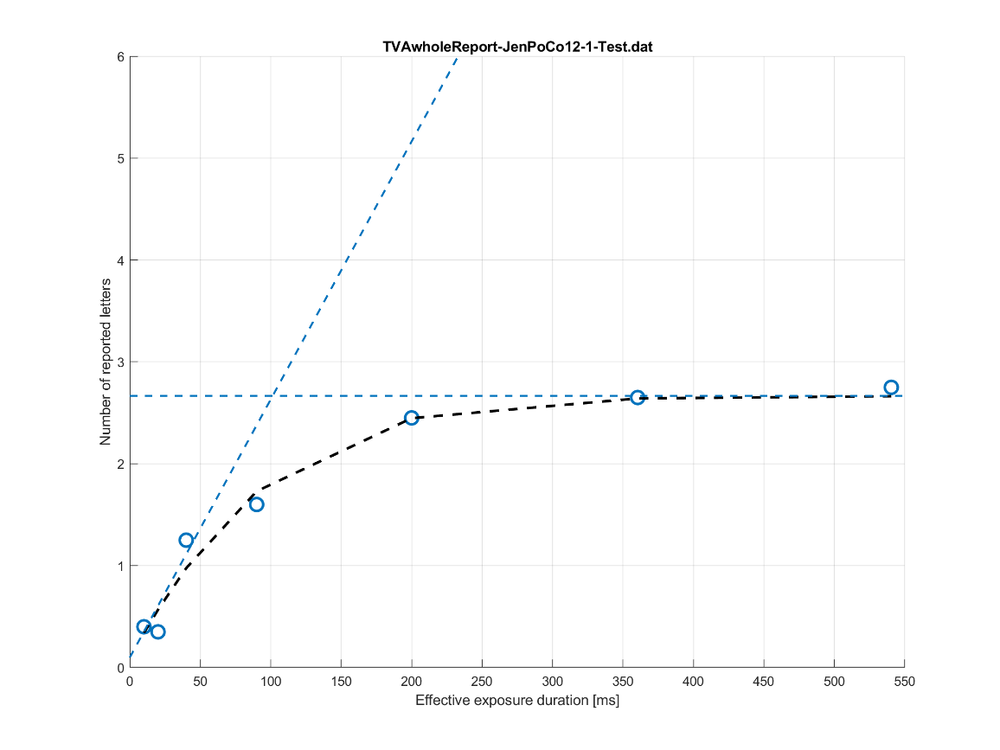 TVAwholeReport-JenPoCo12-1-Test.dat
6
5
4
3
2
1
0
Number of reported letters
0 50 100 150 200 250 300 350 400 450 500 550
Effective exposure duration [ms]